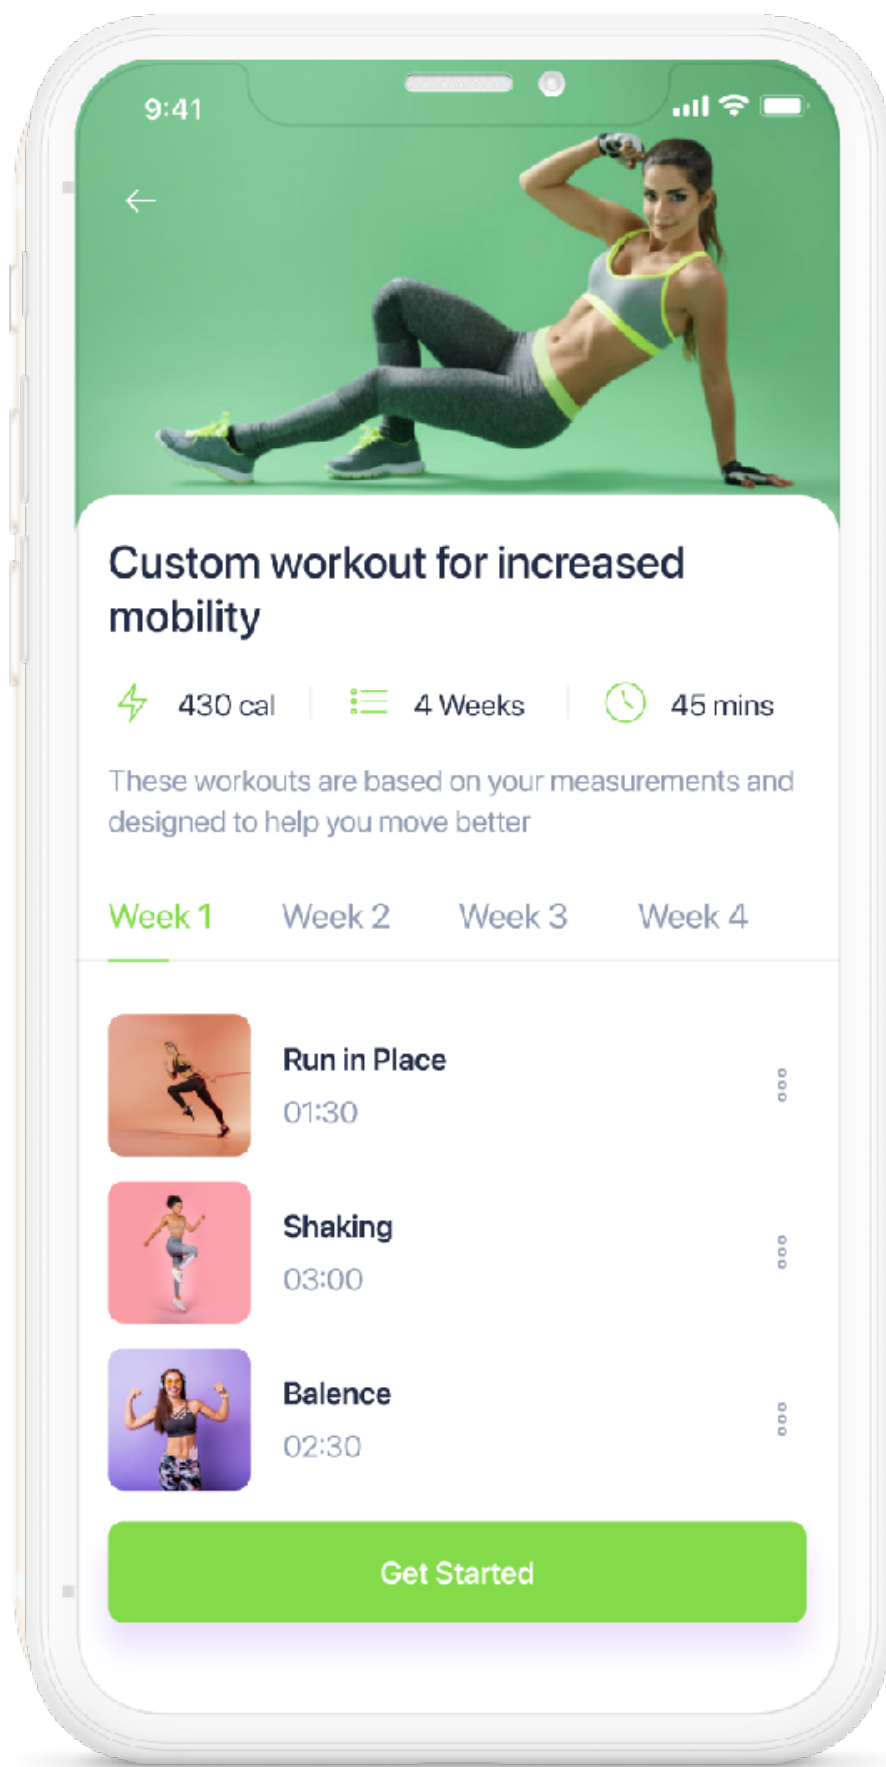 9:41
Custom workout for increased
mobility
430 cal
4 Weeks
45 mins
These workouts are based on your measurements and
designed to help you move better
Week 1
Week 2
Week 3
Week 4
Run in Place
01:30
Shaking
03:00
Balence
02:30
Get Started